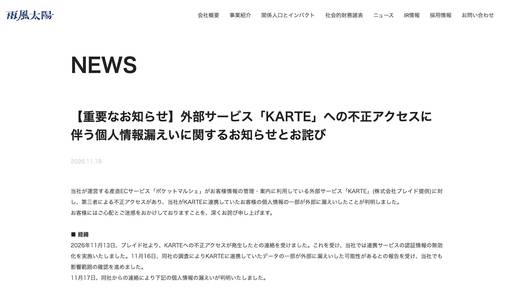 雨風太陽
会社概要 事業紹介 関係人口とインパクト 社会的財務諸表 ニュース IR情報 採用情報 お問い合わせ
NEWS
【重要なお知らせ】外部サービス「KARTE」への不正アクセスに
伴う個人情報漏えいに関するお知らせとお詫び
当社が運営する産直ECサービス「ポケットマルシェ」がお客様情報の管理・案内に利用している外部サービス「KARTE」(株式会社プレイド提供)に対
し、第三者による不正アクセスがあり、当社がKARTEに連携していたお客様の個人情報の一部が外部に漏えいしたことが判明しました。
お客様にはご心配とご迷惑をおかけしておりますことを、深くお詫び申し上げます。
■ 経緯
2026年11月13日、プレイド社より、KARTEへの不正アクセスが発生したとの連絡を受けました。これを受け、当社では連携サービスの認証情報の無効
化を実施いたしました。11月16日、同社の調査によりKARTEに連携していたデータの一部が外部に漏えいした可能性があるとの報告を受け、当社でも
影響範囲の確認を進めました。
11月17日、同社からの連絡により下記の個人情報の漏えいが判明いたしました。